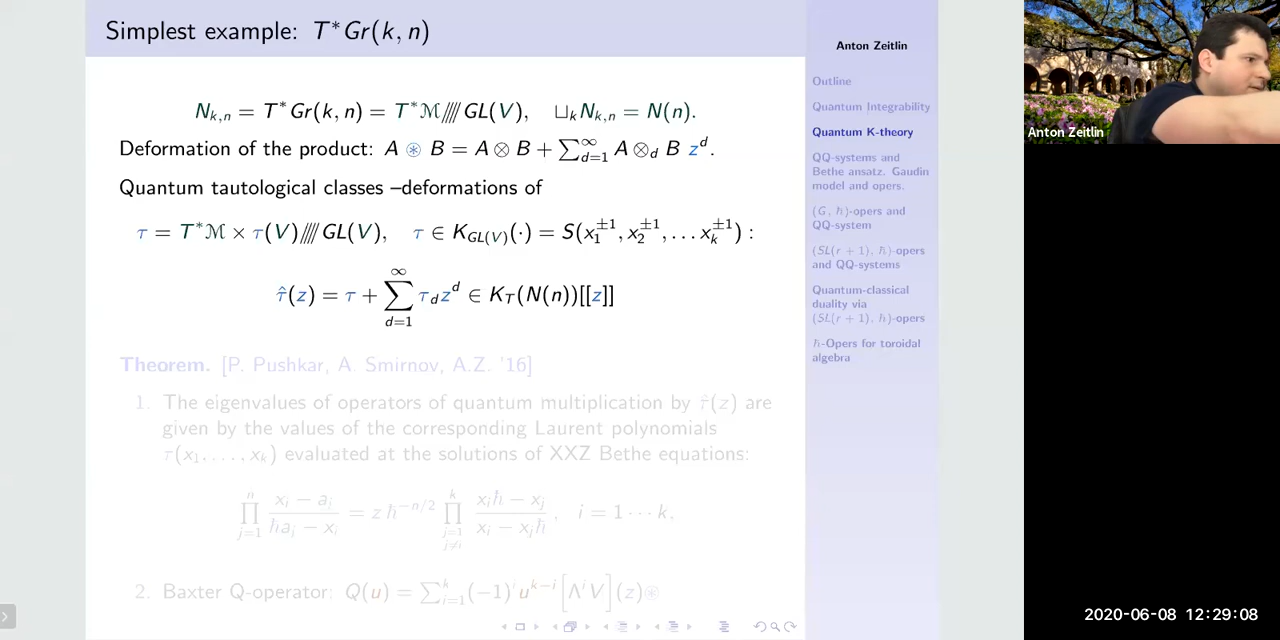 Simplest example: T*Gr(k, n)
N_{k,n} = T*Gr(k, n) = T*ℳ////GL(V), ⊔_k N_{k,n} = N(n).
Deformation of the product: A ⊛ B = A ⊗ B + ∑_{d=1}^∞ A ⊗_d B z^d.
Quantum tautological classes –deformations of
τ = T*ℳ × τ(V)////GL(V), τ ∈ K_{GL(V)}(·) = S(x_1^{±1}, x_2^{±1}, . . . x_k^{±1}) :
τ̂(z) = τ + ∑_{d=1}^∞ τ_d z^d ∈ K_T(N(n))[[z]]
Theorem. [P. Pushkar, A. Smirnov, A.Z. '16]
1. The eigenvalues of operators of quantum multiplication by τ̂(z) are
given by the values of the corresponding Laurent polynomials
τ(x_1, . . . , x_k) evaluated at the solutions of XXZ Bethe equations:
∏_{j=1}^n (x_i − a_j)/(ħa_j − x_i) = z ħ^{−n/2} ∏_{j=1, j≠i}^k (x_iħ − x_j)/(x_i − x_jħ) , i = 1 · · · k.
2. Baxter Q-operator: Q(u) = ∑_{i=1}^k (−1)^i u^{k−i} [Λ^i V](z)⊛
Anton Zeitlin
Outline
Quantum Integrability
Quantum K-theory
QQ-systems and
Bethe ansatz. Gaudin
model and opers.
(G, ħ)-opers and
QQ-system
(SL(r + 1), ħ)-opers
and QQ-systems
Quantum-classical
duality via
(SL(r + 1), ħ)-opers
ħ-Opers for toroidal
algebra
Anton Zeitlin
2020-06-08 12:29:08